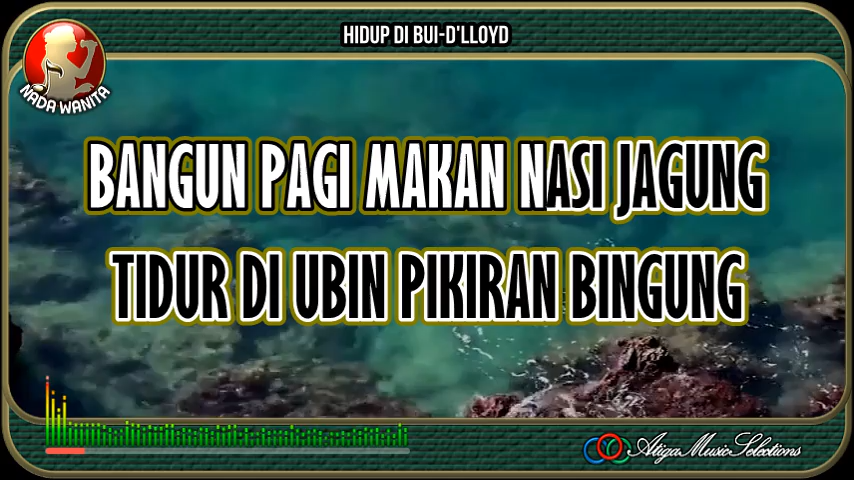 HIDUP DI BUI-D'LLOYD
NADA WANITA
BANGUN PAGI MAKAN NASI JAGUNG
TIDUR DI UBIN PIKIRAN BINGUNG
AtigaMusicSelections